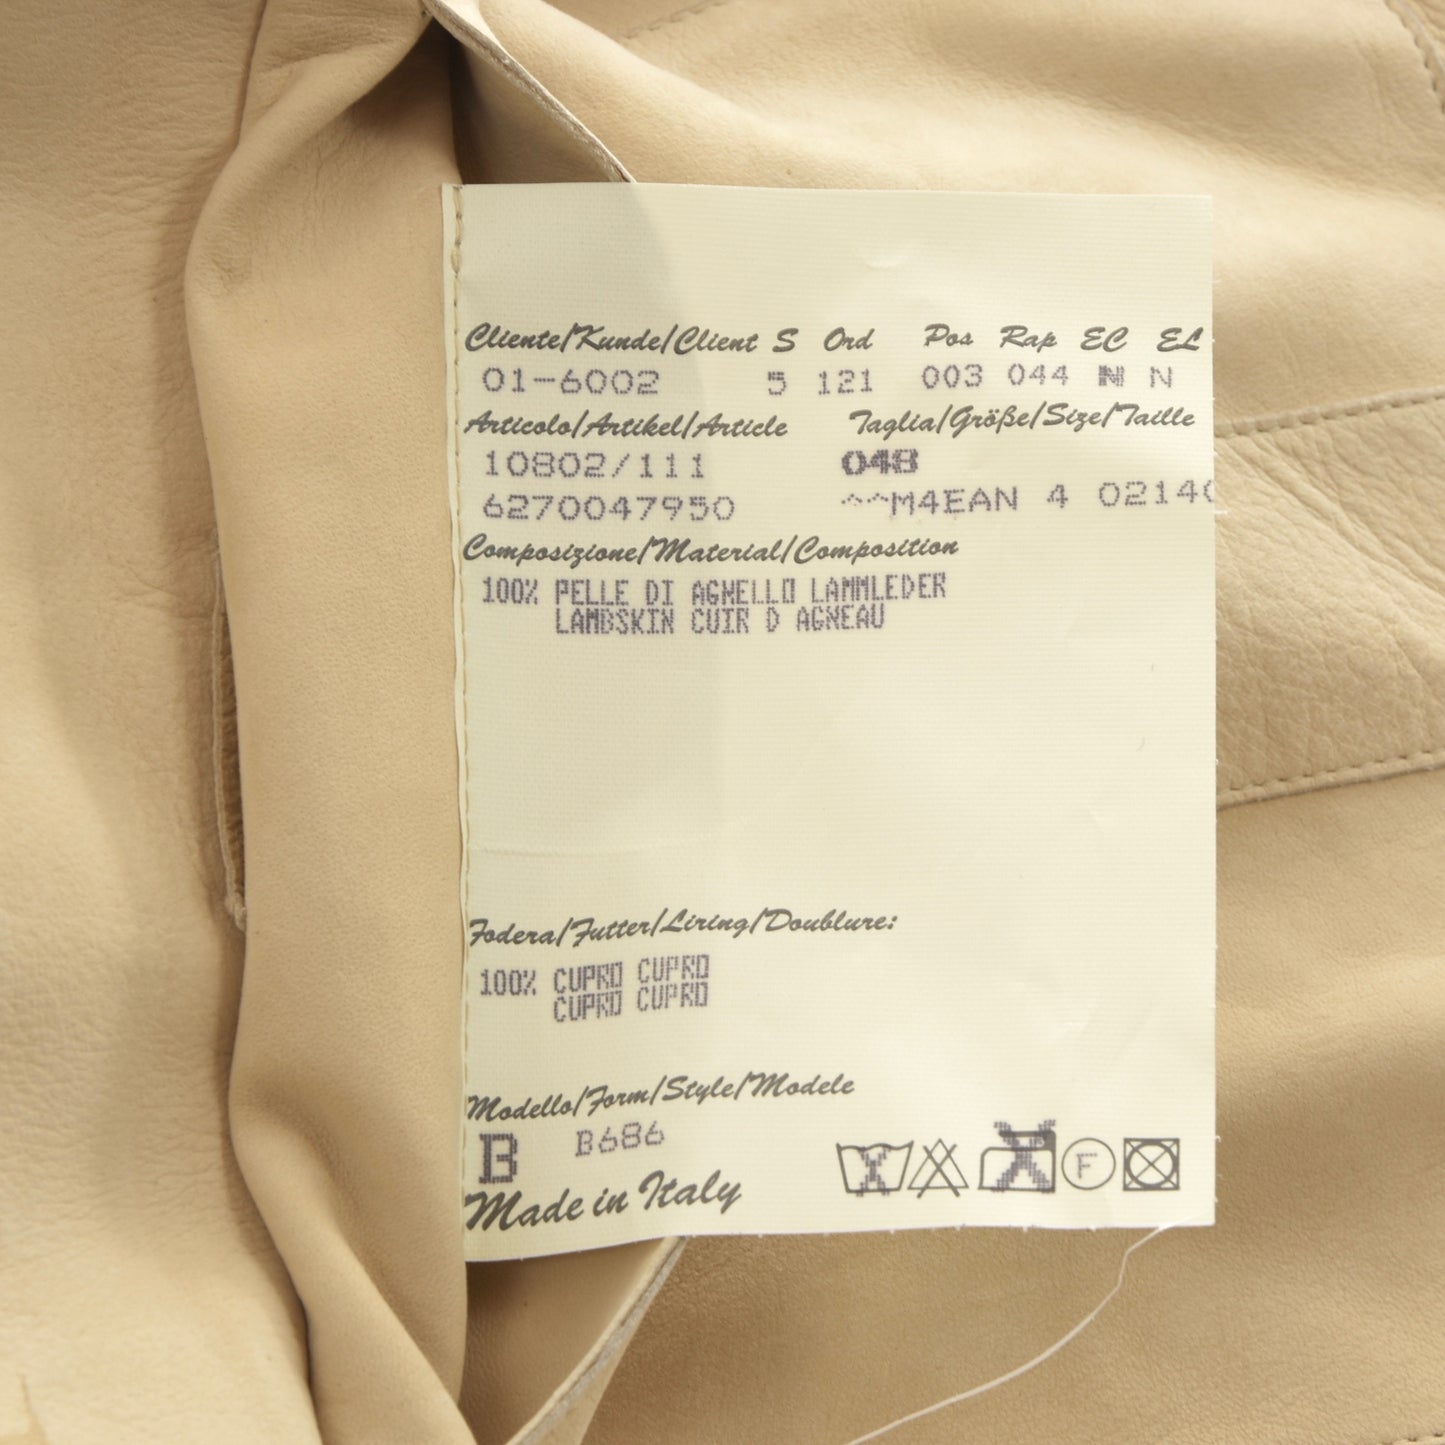 Cliente/Kunde/Client S Ord Pos Rap EC EL
01-6002 5 121 003 044 N N
Articolo/Artikel/Article Taglia/Größe/Size/Taille
10802/111 048
6270047950 ^^M4EAN 4 02140
Composizione/Material/Composition
100% PELLE DI AGNELLO LAMMLEDER
LAMBSKIN CUIR D AGNEAU
Fodera/Futter/Liring/Doublure:
100% CUPRO CUPRO
CUPRO CUPRO
Modello/Form/Style/Modele
B B686
Made in Italy
F